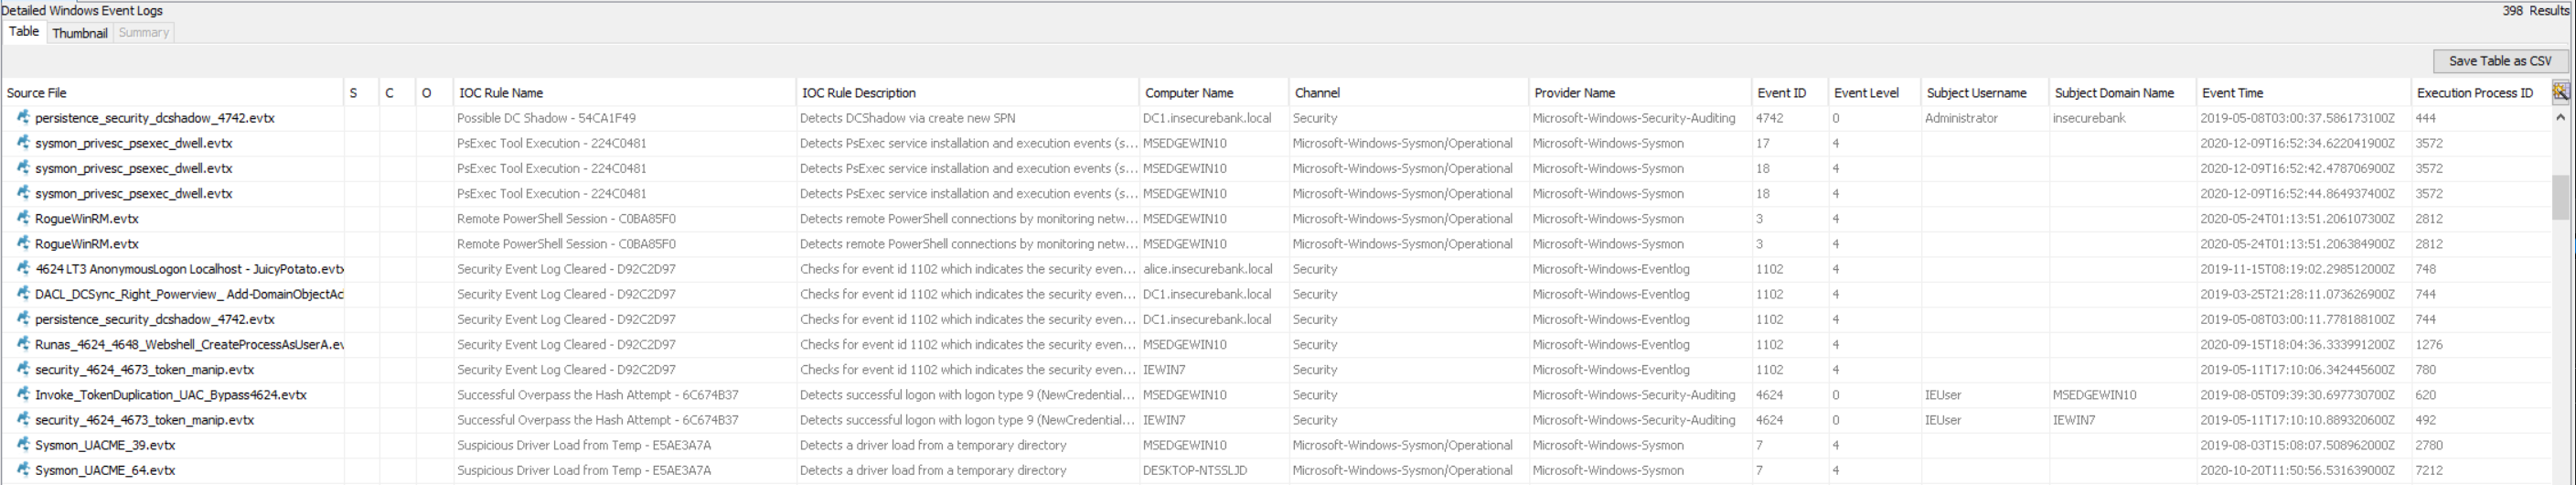 Detailed Windows Event Logs 398 Results
Table Thumbnail Summary
Save Table as CSV
Source File S C O IOC Rule Name IOC Rule Description Computer Name Channel Provider Name Event ID Event Level Subject Username Subject Domain Name Event Time Execution Process ID
persistence_security_dcshadow_4742.evtx Possible DC Shadow - 54CA1F49 Detects DCShadow via create new SPN DC1.insecurebank.local Security Microsoft-Windows-Security-Auditing 4742 0 Administrator insecurebank 2019-05-08T03:00:37.586173100Z 444
sysmon_privesc_psexec_dwell.evtx PsExec Tool Execution - 224C0481 Detects PsExec service installation and execution events (s... MSEDGEWIN10 Microsoft-Windows-Sysmon/Operational Microsoft-Windows-Sysmon 17 4 2020-12-09T16:52:34.622041900Z 3572
sysmon_privesc_psexec_dwell.evtx PsExec Tool Execution - 224C0481 Detects PsExec service installation and execution events (s... MSEDGEWIN10 Microsoft-Windows-Sysmon/Operational Microsoft-Windows-Sysmon 18 4 2020-12-09T16:52:42.478706900Z 3572
sysmon_privesc_psexec_dwell.evtx PsExec Tool Execution - 224C0481 Detects PsExec service installation and execution events (s... MSEDGEWIN10 Microsoft-Windows-Sysmon/Operational Microsoft-Windows-Sysmon 18 4 2020-12-09T16:52:44.864937400Z 3572
RogueWinRM.evtx Remote PowerShell Session - C0BA85F0 Detects remote PowerShell connections by monitoring netw... MSEDGEWIN10 Microsoft-Windows-Sysmon/Operational Microsoft-Windows-Sysmon 3 4 2020-05-24T01:13:51.206107300Z 2812
RogueWinRM.evtx Remote PowerShell Session - C0BA85F0 Detects remote PowerShell connections by monitoring netw... MSEDGEWIN10 Microsoft-Windows-Sysmon/Operational Microsoft-Windows-Sysmon 3 4 2020-05-24T01:13:51.206384900Z 2812
4624 LT3 AnonymousLogon Localhost - JuicyPotato.evtx Security Event Log Cleared - D92C2D97 Checks for event id 1102 which indicates the security even... alice.insecurebank.local Security Microsoft-Windows-Eventlog 1102 4 2019-11-15T08:19:02.298512000Z 748
DACL_DCSync_Right_Powerview_ Add-DomainObjectAc Security Event Log Cleared - D92C2D97 Checks for event id 1102 which indicates the security even... DC1.insecurebank.local Security Microsoft-Windows-Eventlog 1102 4 2019-03-25T21:28:11.073626900Z 744
persistence_security_dcshadow_4742.evtx Security Event Log Cleared - D92C2D97 Checks for event id 1102 which indicates the security even... DC1.insecurebank.local Security Microsoft-Windows-Eventlog 1102 4 2019-05-08T03:00:11.778188100Z 744
Runas_4624_4648_Webshell_CreateProcessAsUserA.ev Security Event Log Cleared - D92C2D97 Checks for event id 1102 which indicates the security even... MSEDGEWIN10 Security Microsoft-Windows-Eventlog 1102 4 2020-09-15T18:04:36.333991200Z 1276
security_4624_4673_token_manip.evtx Security Event Log Cleared - D92C2D97 Checks for event id 1102 which indicates the security even... IEWIN7 Security Microsoft-Windows-Eventlog 1102 4 2019-05-11T17:10:06.342445600Z 780
Invoke_TokenDuplication_UAC_Bypass4624.evtx Successful Overpass the Hash Attempt - 6C674B37 Detects successful logon with logon type 9 (NewCredential... MSEDGEWIN10 Security Microsoft-Windows-Security-Auditing 4624 0 IEUser MSEDGEWIN10 2019-08-05T09:39:30.697730700Z 620
security_4624_4673_token_manip.evtx Successful Overpass the Hash Attempt - 6C674B37 Detects successful logon with logon type 9 (NewCredential... IEWIN7 Security Microsoft-Windows-Security-Auditing 4624 0 IEUser IEWIN7 2019-05-11T17:10:10.889320600Z 492
Sysmon_UACME_39.evtx Suspicious Driver Load from Temp - E5AE3A7A Detects a driver load from a temporary directory MSEDGEWIN10 Microsoft-Windows-Sysmon/Operational Microsoft-Windows-Sysmon 7 4 2019-08-03T15:08:07.508962000Z 2780
Sysmon_UACME_64.evtx Suspicious Driver Load from Temp - E5AE3A7A Detects a driver load from a temporary directory DESKTOP-NTSSLJD Microsoft-Windows-Sysmon/Operational Microsoft-Windows-Sysmon 7 4 2020-10-20T11:50:56.531639000Z 7212